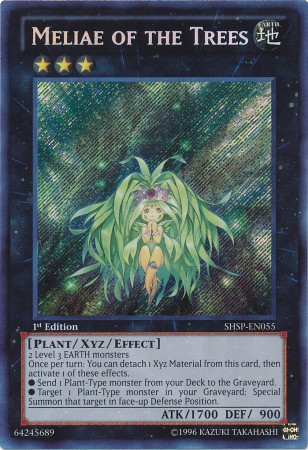 MELIAE OF THE TREES
EARTH
地
1st Edition
SHSP-EN055
[PLANT/XYZ/EFFECT]
2 Level 3 EARTH monsters
Once per turn: You can detach 1 Xyz Material from this card, then
activate 1 of these effects.
● Send 1 Plant-Type monster from your Deck to the Graveyard.
● Target 1 Plant-Type monster in your Graveyard; Special
Summon that target in face-up Defense Position.
ATK/1700 DEF/ 900
64245689
©1996 KAZUKI TAKAHASHI